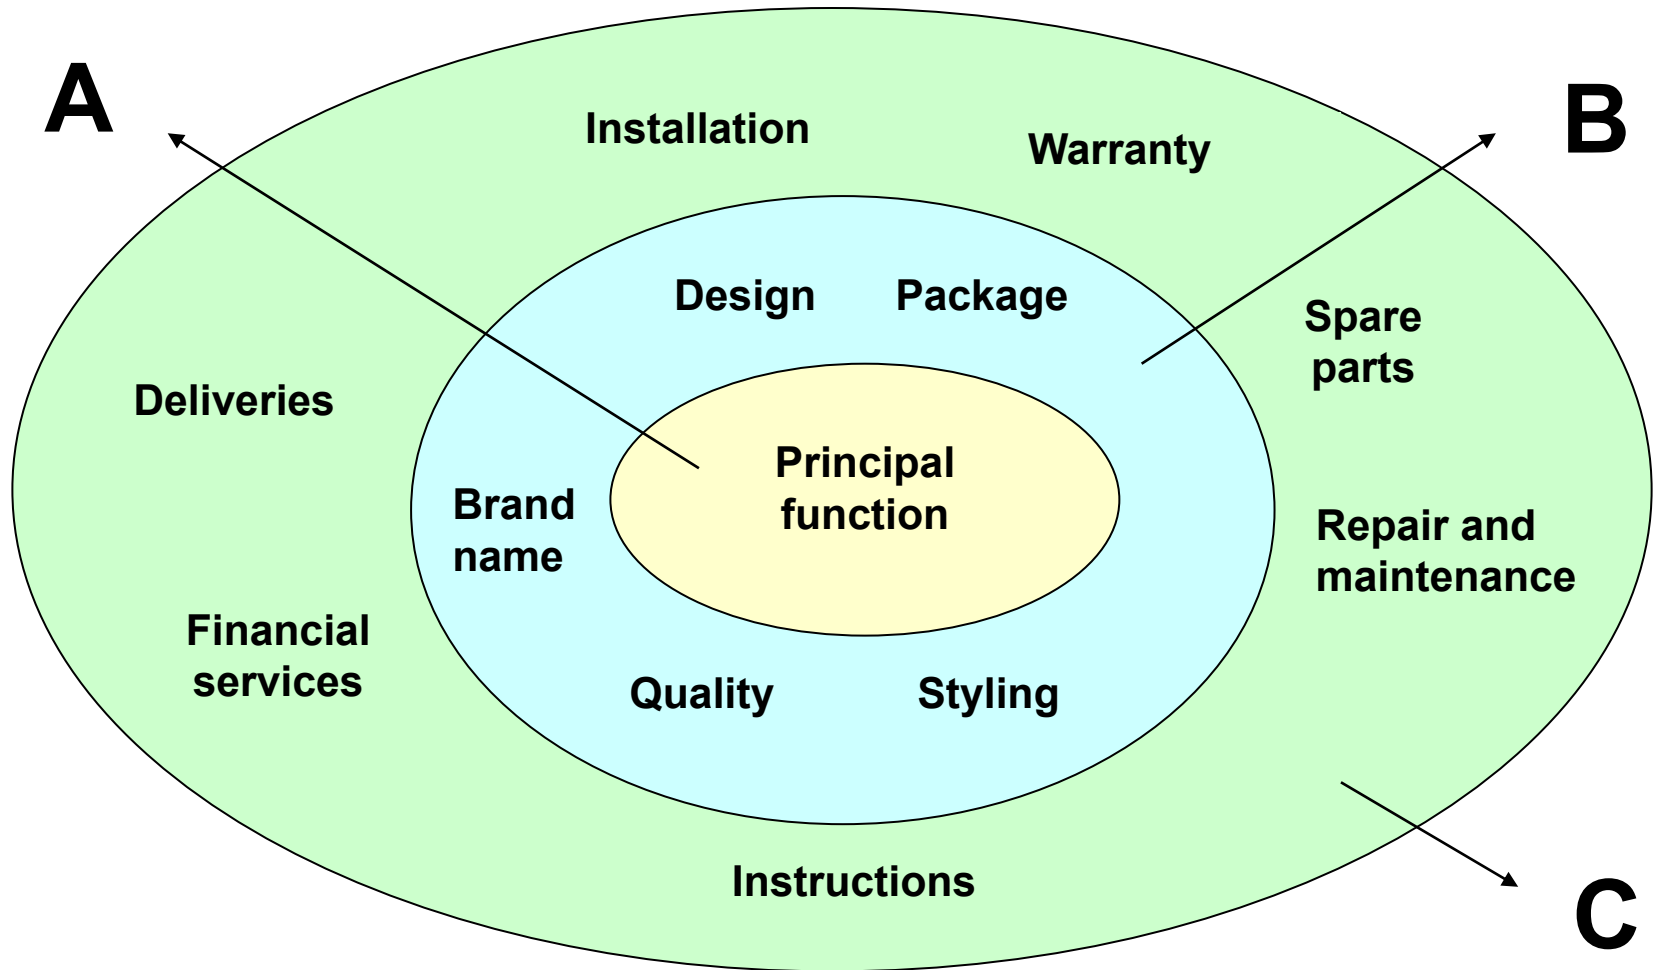 A
B
Installation
Warranty
Design
Package
Spare
parts
Deliveries
Principal
function
Brand
name
Repair and
maintenance
Financial
services
Quality
Styling
Instructions
C